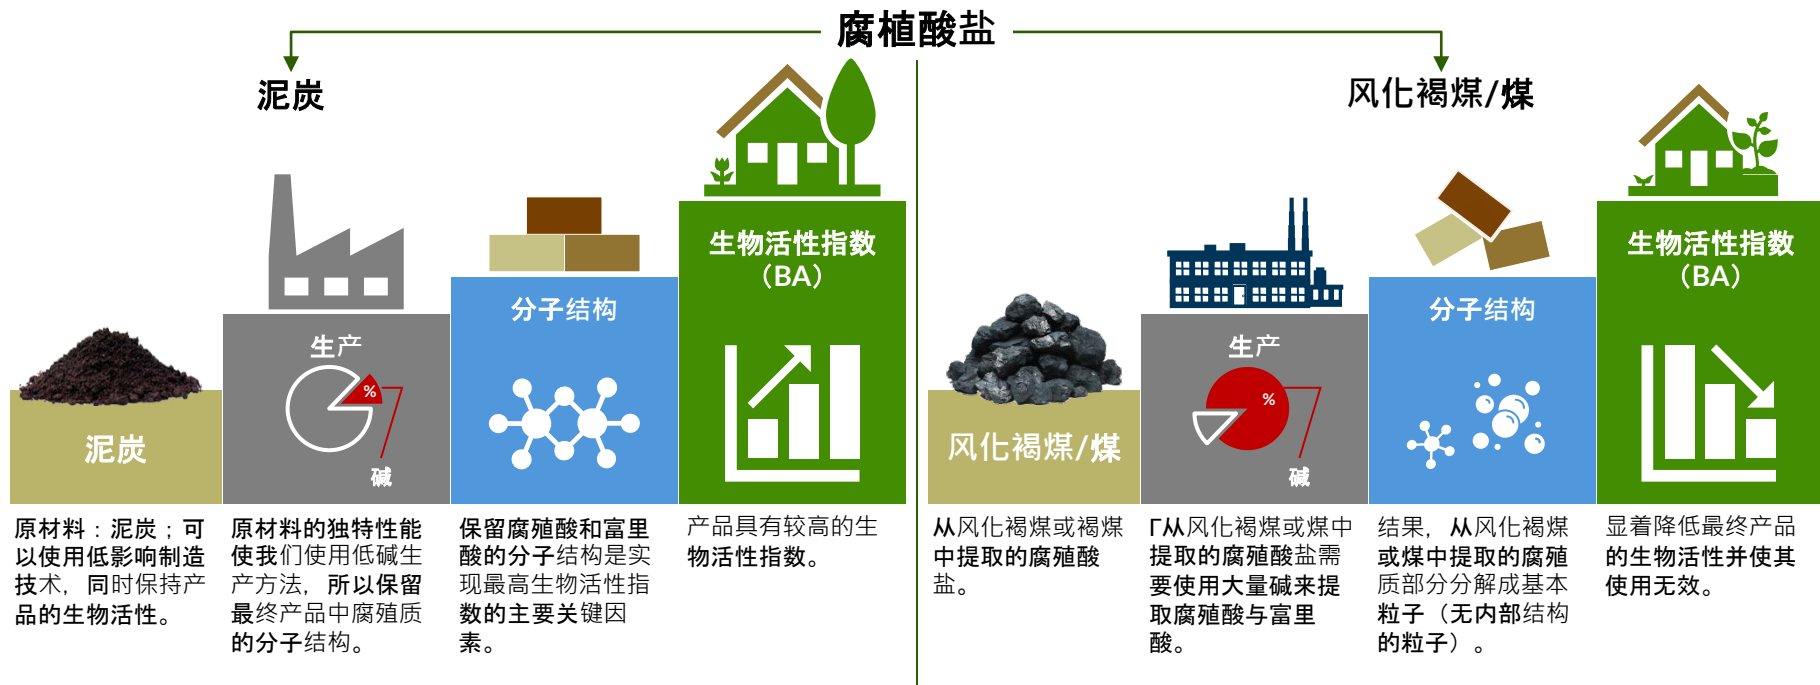 腐植酸盐
泥炭
风化褐煤/煤
生物活性指数
（BA）
分子结构
生产
%
碱
泥炭
原材料：泥炭；可
以使用低影响制造
技术，同时保持产
品的生物活性。
原材料的独特性能
使我们使用低碱生
产方法，所以保留
最终产品中腐殖质
的分子结构。
保留腐殖酸和富里
酸的分子结构是实
现最高生物活性指
数的主要关键因
素。
产品具有较高的生
物活性指数。
生物活性指数
（BA）
分子结构
生产
%
碱
风化褐煤/煤
从风化褐煤或褐煤
中提取的腐殖酸
盐。
Г从风化褐煤或煤中
提取的腐殖酸盐需
要使用大量碱来提
取腐殖酸与富里
酸。
结果，从风化褐煤
或煤中提取的腐殖
质部分分解成基本
粒子（无内部结构
的粒子）。
显着降低最终产品
的生物活性并使其
使用无效。